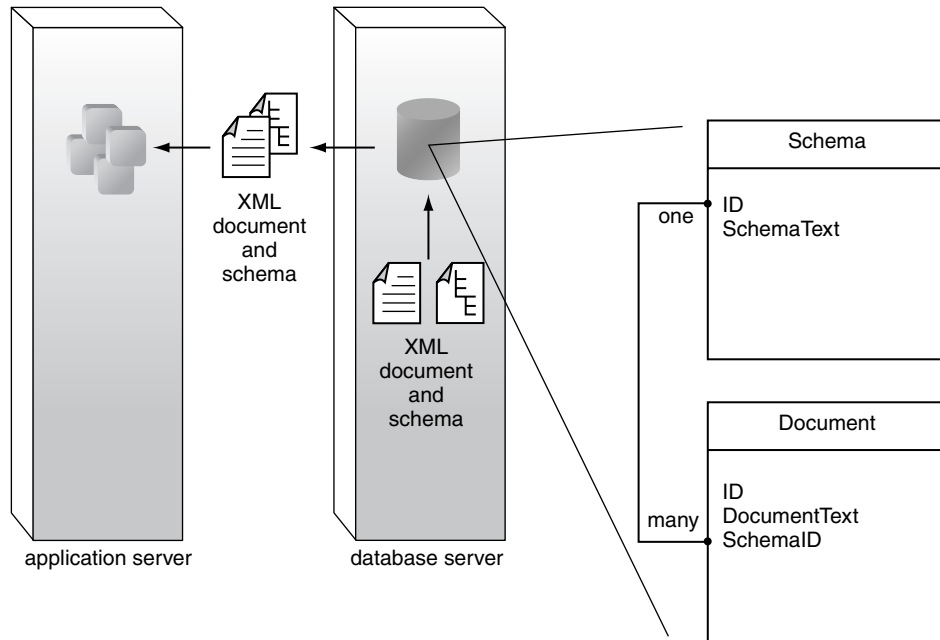 XML
document
and
schema
XML
document
and
schema
application server
database server
Schema
one
ID
SchemaText
Document
many
ID
DocumentText
SchemaID